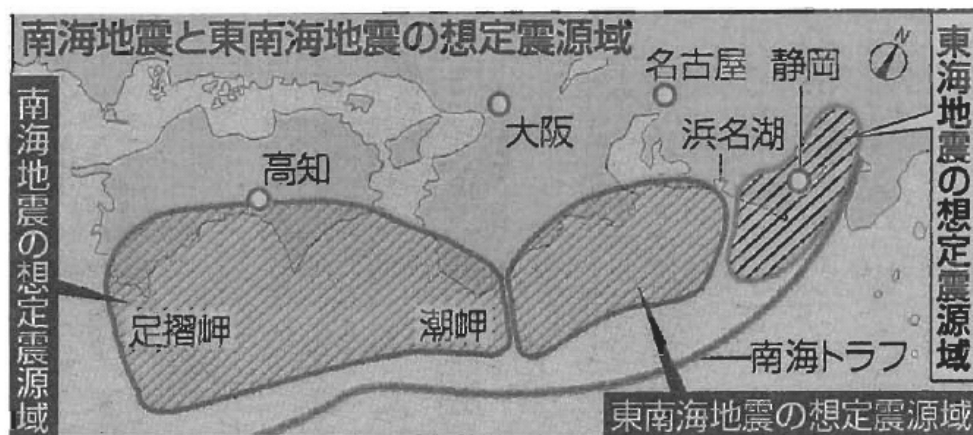 南海地震と東南海地震の想定震源域
N
東海地震の想定震源域
名古屋
静岡
大阪
浜名湖
高知
南海地震の想定震源域
足摺岬
潮岬
南海トラフ
東南海地震の想定震源域